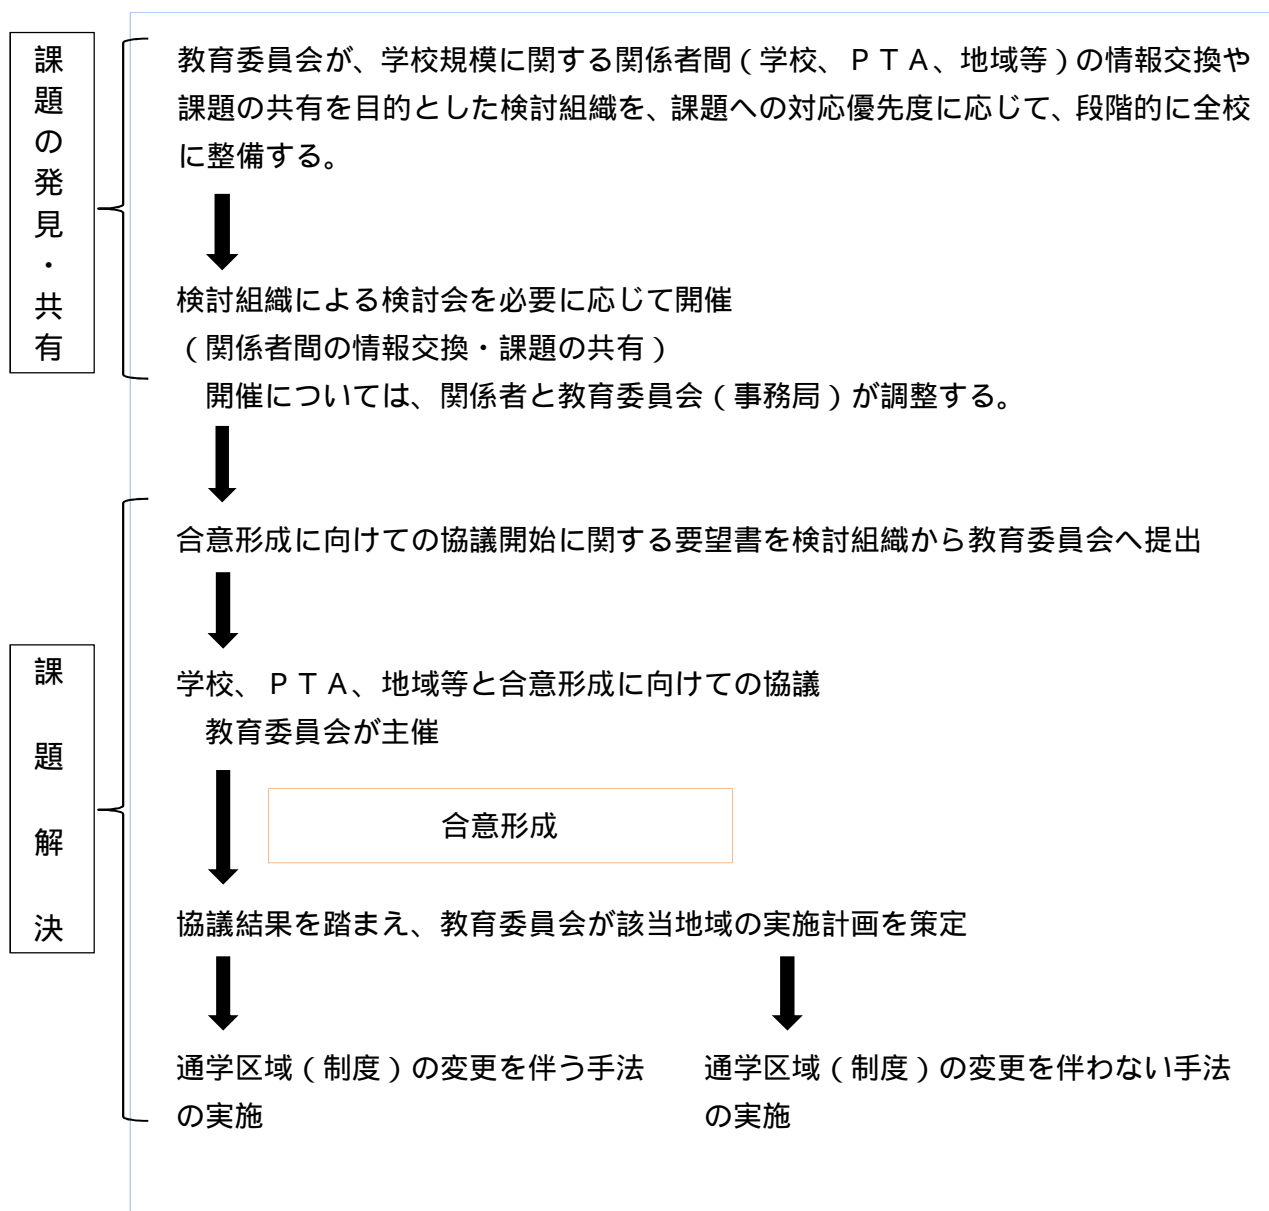 課題の発見・共有
教育委員会が、学校規模に関する関係者間（学校、ＰＴＡ、地域等）の情報交換や
課題の共有を目的とした検討組織を、課題への対応優先度に応じて、段階的に全校
に整備する。
検討組織による検討会を必要に応じて開催
（関係者間の情報交換・課題の共有）
開催については、関係者と教育委員会（事務局）が調整する。
課題解決
合意形成に向けての協議開始に関する要望書を検討組織から教育委員会へ提出
学校、ＰＴＡ、地域等と合意形成に向けての協議
教育委員会が主催
合意形成
協議結果を踏まえ、教育委員会が該当地域の実施計画を策定
通学区域（制度）の変更を伴う手法
の実施
通学区域（制度）の変更を伴わない手法
の実施